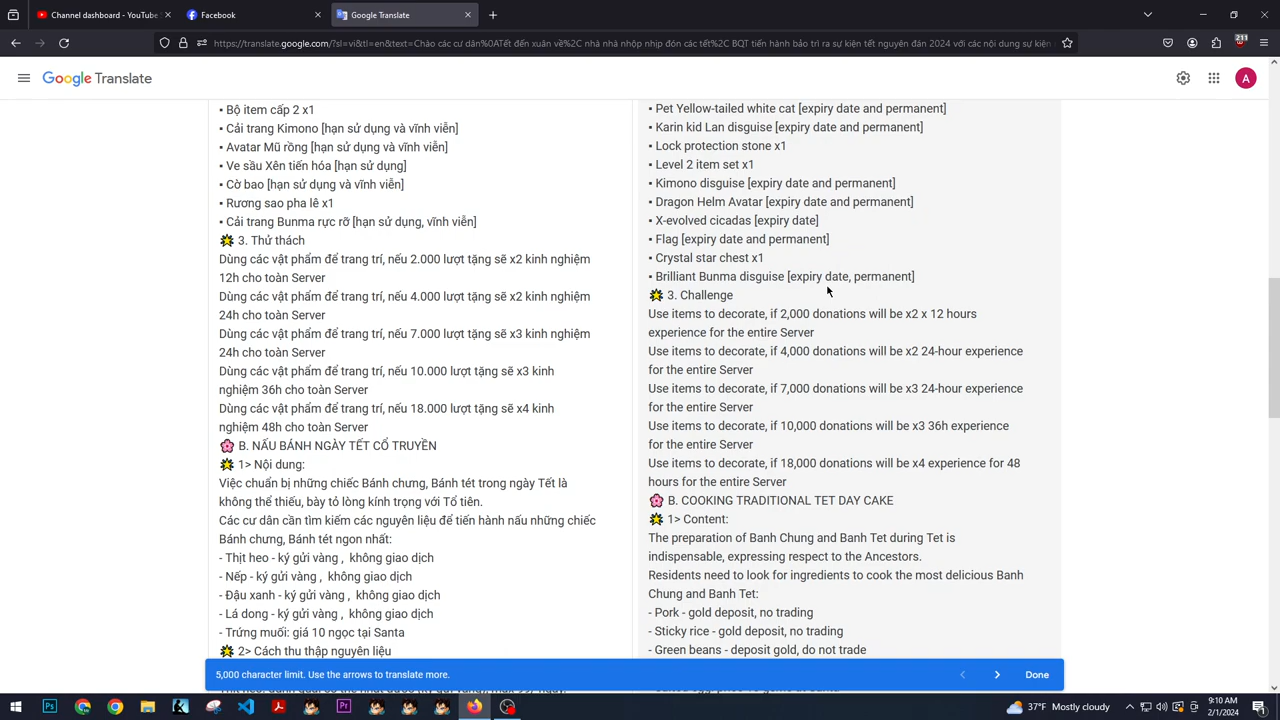 Channel dashboard - YouTube S
Facebook
Google Translate
https://translate.google.com/?sl=vi&tl=en&text=Chào các cư dân%0ATết đến xuân về%2C nhà nhà nhộp nhịp đón các tết%2C BQT tiến hành bảo trì ra sự kiện tết nguyên đán 2024 với các nội dung sự kiện
211
Google Translate
A
▪ Bộ item cấp 2 x1
▪ Cải trang Kimono [hạn sử dụng và vĩnh viễn]
▪ Avatar Mũ rồng [hạn sử dụng và vĩnh viễn]
▪ Ve sầu Xên tiến hóa [hạn sử dụng]
▪ Cờ bao [hạn sử dụng và vĩnh viễn]
▪ Rương sao pha lê x1
▪ Cải trang Bunma rực rỡ [hạn sử dụng, vĩnh viễn]
🌟 3. Thử thách
Dùng các vật phẩm để trang trí, nếu 2.000 lượt tặng sẽ x2 kinh nghiệm
12h cho toàn Server
Dùng các vật phẩm để trang trí, nếu 4.000 lượt tặng sẽ x2 kinh nghiệm
24h cho toàn Server
Dùng các vật phẩm để trang trí, nếu 7.000 lượt tặng sẽ x3 kinh nghiệm
24h cho toàn Server
Dùng các vật phẩm để trang trí, nếu 10.000 lượt tặng sẽ x3 kinh
nghiệm 36h cho toàn Server
Dùng các vật phẩm để trang trí, nếu 18.000 lượt tặng sẽ x4 kinh
nghiệm 48h cho toàn Server
🌸 B. NẤU BÁNH NGÀY TẾT CỔ TRUYỀN
🌟 1> Nội dung:
Việc chuẩn bị những chiếc Bánh chưng, Bánh tét trong ngày Tết là
không thể thiếu, bày tỏ lòng kính trọng với Tổ tiên.
Các cư dân cần tìm kiếm các nguyên liệu để tiến hành nấu những chiếc
Bánh chưng, Bánh tét ngon nhất:
- Thịt heo - ký gửi vàng , không giao dịch
- Nếp - ký gửi vàng , không giao dịch
- Đậu xanh - ký gửi vàng , không giao dịch
- Lá dong - ký gửi vàng , không giao dịch
- Trứng muối: giá 10 ngọc tại Santa
🌟 2> Cách thu thập nguyên liệu
▪ Pet Yellow-tailed white cat [expiry date and permanent]
▪ Karin kid Lan disguise [expiry date and permanent]
▪ Lock protection stone x1
▪ Level 2 item set x1
▪ Kimono disguise [expiry date and permanent]
▪ Dragon Helm Avatar [expiry date and permanent]
▪ X-evolved cicadas [expiry date]
▪ Flag [expiry date and permanent]
▪ Crystal star chest x1
▪ Brilliant Bunma disguise [expiry date, permanent]
🌟 3. Challenge
Use items to decorate, if 2,000 donations will be x2 x 12 hours
experience for the entire Server
Use items to decorate, if 4,000 donations will be x2 24-hour experience
for the entire Server
Use items to decorate, if 7,000 donations will be x3 24-hour experience
for the entire Server
Use items to decorate, if 10,000 donations will be x3 36h experience
for the entire Server
Use items to decorate, if 18,000 donations will be x4 experience for 48
hours for the entire Server
🌸 B. COOKING TRADITIONAL TET DAY CAKE
🌟 1> Content:
The preparation of Banh Chung and Banh Tet during Tet is
indispensable, expressing respect to the Ancestors.
Residents need to look for ingredients to cook the most delicious Banh
Chung and Banh Tet:
- Pork - gold deposit, no trading
- Sticky rice - gold deposit, no trading
- Green beans - deposit gold, do not trade
5,000 character limit. Use the arrows to translate more.
Done
37°F Mostly cloudy
9:10 AM
2/1/2024